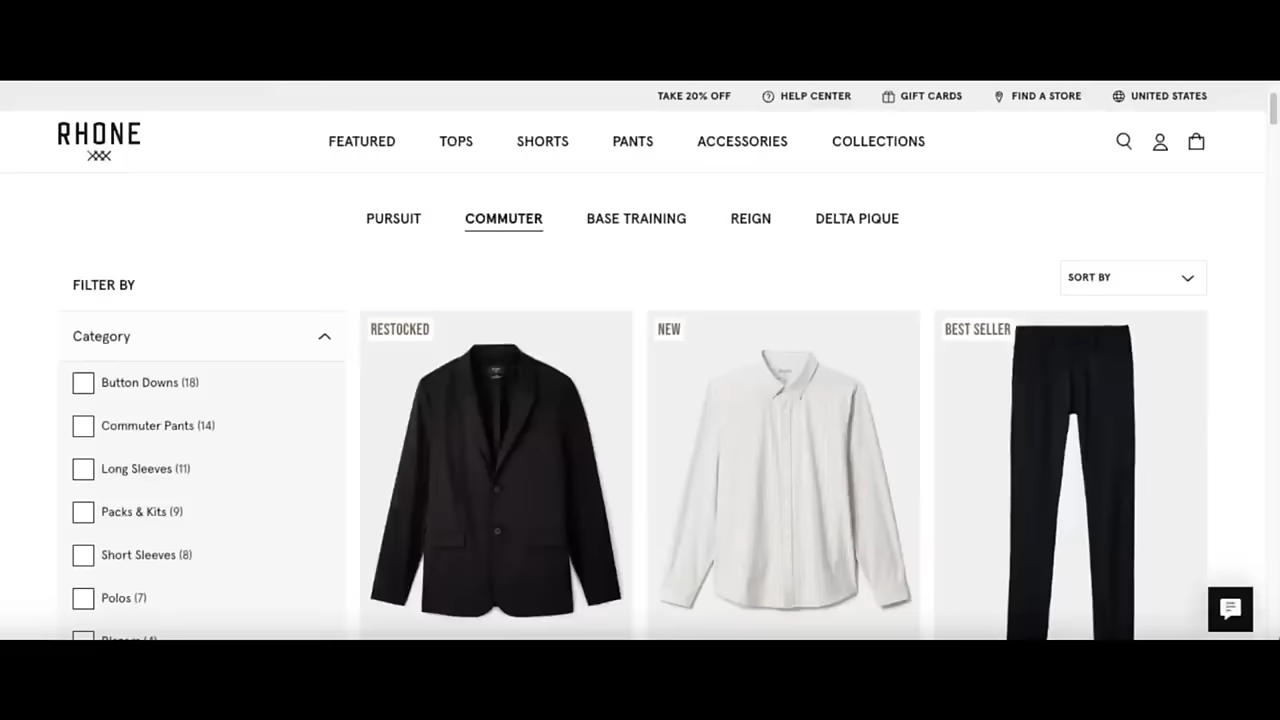 TAKE 20% OFF
HELP CENTER
GIFT CARDS
FIND A STORE
UNITED STATES
RHONE
FEATURED
TOPS
SHORTS
PANTS
ACCESSORIES
COLLECTIONS
PURSUIT
COMMUTER
BASE TRAINING
REIGN
DELTA PIQUE
FILTER BY
SORT BY
Category
Button Downs (18)
Commuter Pants (14)
Long Sleeves (11)
Packs & Kits (9)
Short Sleeves (8)
Polos (7)
RESTOCKED
NEW
BEST SELLER